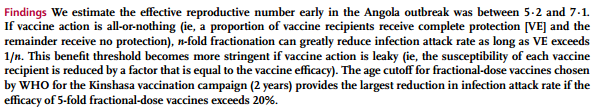 Findings We estimate the effective reproductive number early in the Angola outbreak was between 5·2 and 7·1.
If vaccine action is all-or-nothing (ie, a proportion of vaccine recipients receive complete protection [VE] and the
remainder receive no protection), n-fold fractionation can greatly reduce infection attack rate as long as VE exceeds
1/n. This benefit threshold becomes more stringent if vaccine action is leaky (ie, the susceptibility of each vaccine
recipient is reduced by a factor that is equal to the vaccine efficacy). The age cutoff for fractional-dose vaccines chosen
by WHO for the Kinshasa vaccination campaign (2 years) provides the largest reduction in infection attack rate if the
efficacy of 5-fold fractional-dose vaccines exceeds 20%.